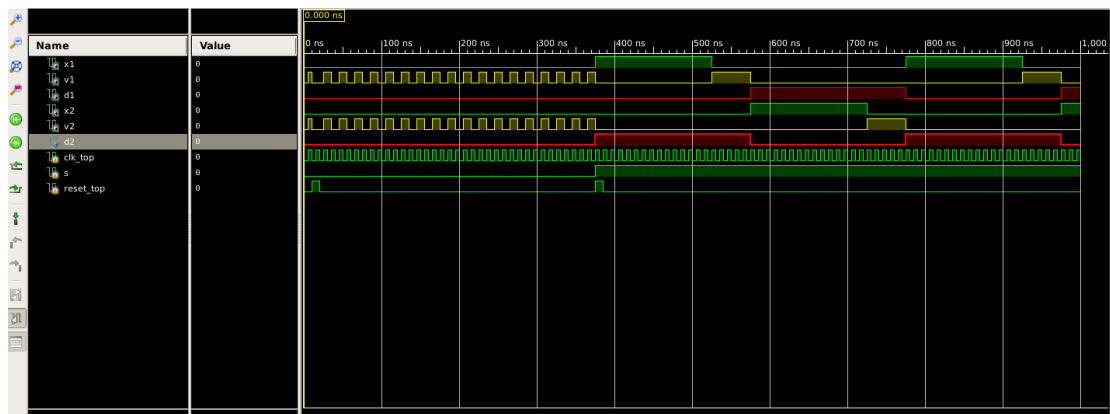 0.000 ns
Name Value 0 ns 100 ns 200 ns 300 ns 400 ns 500 ns 600 ns 700 ns 800 ns 900 ns 1,000
x1 0
v1 0
d1 0
x2 0
v2 0
d2 0
clk_top 0
s 0
reset_top 0